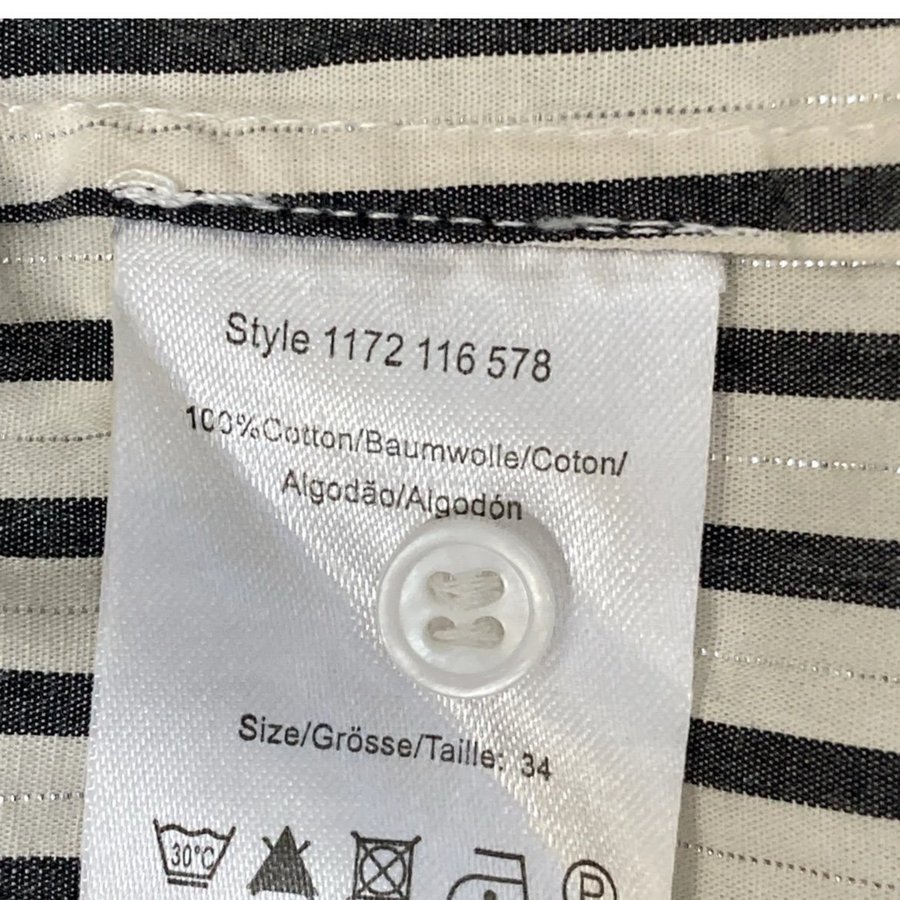 Style 1172 116 578
100%Cotton/Baumwolle/Coton/
Algodão/Algodón
Size/Grösse/Taille: 34
30°C
P